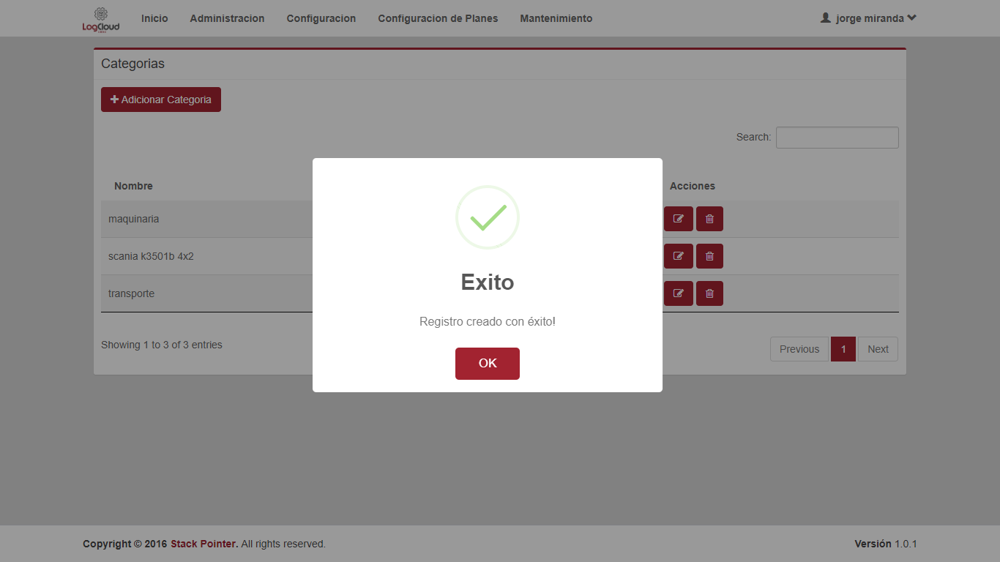 LogCloud
Inicio Administracion Configuracion Configuracion de Planes Mantenimiento jorge miranda
Categorias
Adicionar Categoria
Search:
Nombre Acciones
maquinaria
scania k3501b 4x2
transporte
Showing 1 to 3 of 3 entries
Previous 1 Next
Exito
Registro creado con éxito!
OK
Copyright © 2016 Stack Pointer. All rights reserved. Versión 1.0.1